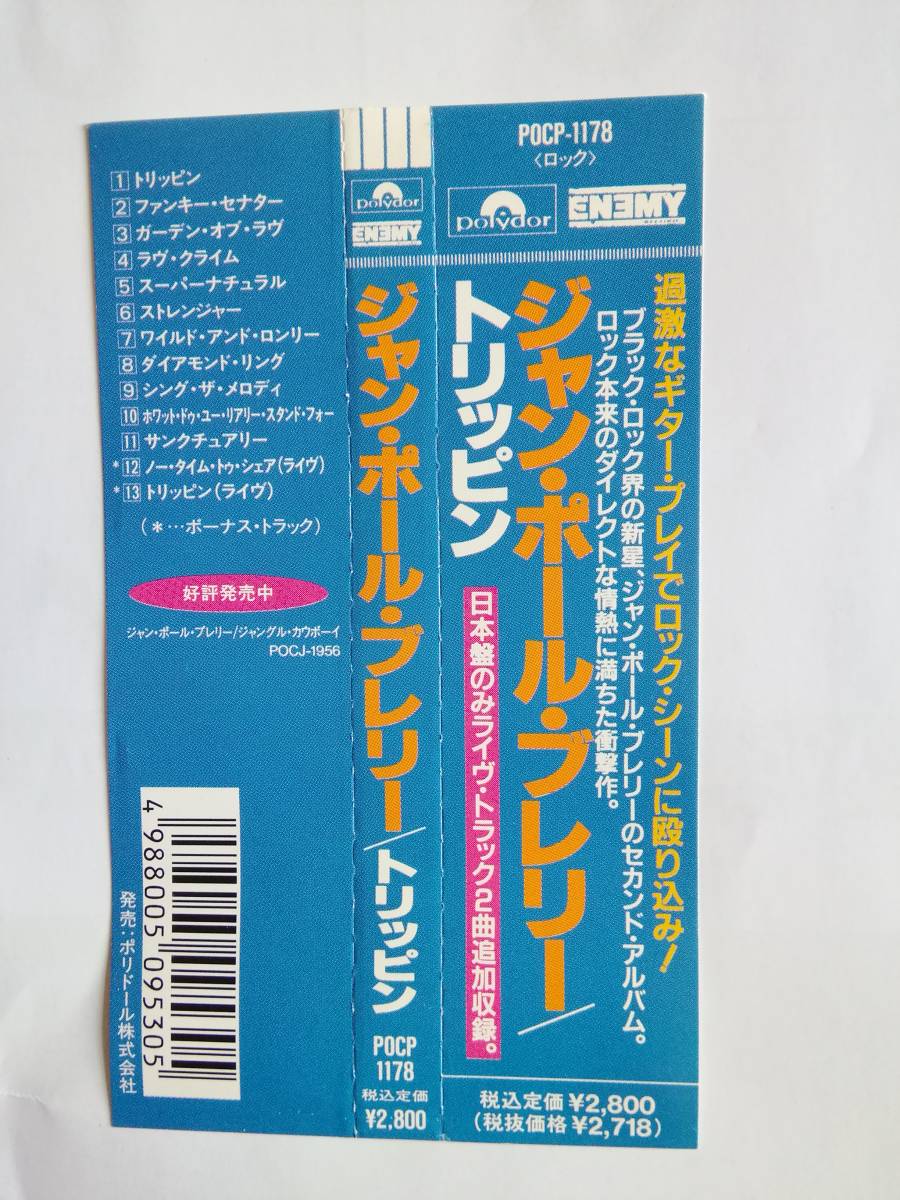 POCP-1178
〈ロック〉
polydor
ENEMY
過激なギター・プレイでロック・シーンに殴り込み!
ブラック・ロック界の新星、ジャン・ポール・ブレリーのセカンド・アルバム。
ロック本来のダイレクトな情熱に満ちた衝撃作。
ジャン・ポール・ブレリー/
トリッピン
日本盤のみライヴ・トラック2曲追加収録。
税込定価¥2,800
(税抜価格¥2,718)
polydor
ENEMY
ジャン・ポール・ブレリー/トリッピン
POCP
1178
税込定価
¥2,800
1 トリッピン
2 ファンキー・セナター
3 ガーデン・オブ・ラヴ
4 ラヴ・クライム
5 スーパーナチュラル
6 ストレンジャー
7 ワイルド・アンド・ロンリー
8 ダイアモンド・リング
9 シング・ザ・メロディ
10 ホワット・ドゥ・ユー・リアリー・スタンド・フォー
11 サンクチュアリー
*12 ノー・タイム・トゥ・シェア(ライヴ)
*13 トリッピン(ライヴ)
(*…ボーナス・トラック)
好評発売中
ジャン・ポール・ブレリー/ジャングル・カウボーイ
POCJ-1956
4 988005 095305
発売:ポリドール株式会社